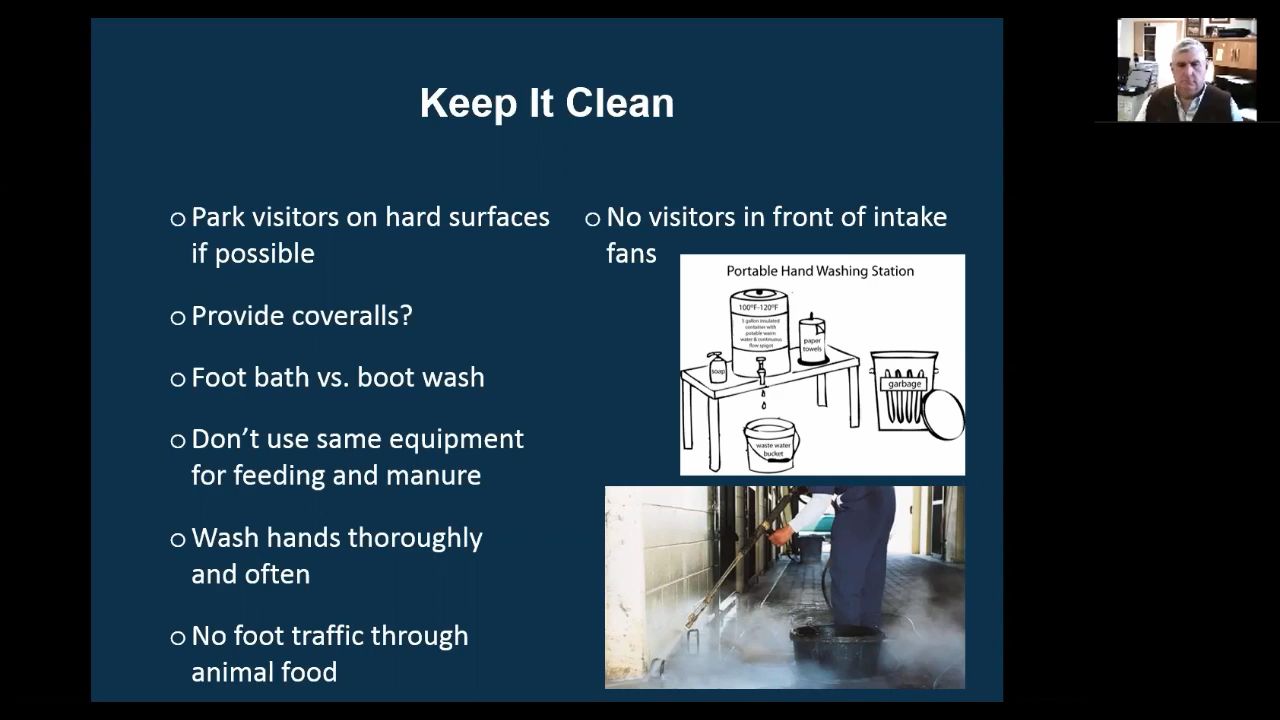 Keep It Clean
o Park visitors on hard surfaces
if possible
o Provide coveralls?
o Foot bath vs. boot wash
o Don’t use same equipment
for feeding and manure
o Wash hands thoroughly
and often
o No foot traffic through
animal food
o No visitors in front of intake
fans
Portable Hand Washing Station
100ºF-120ºF
5 gallon insulated
container with
potable warm
water & continuous
flow spigot
paper
towels
soap
garbage
waste water
bucket